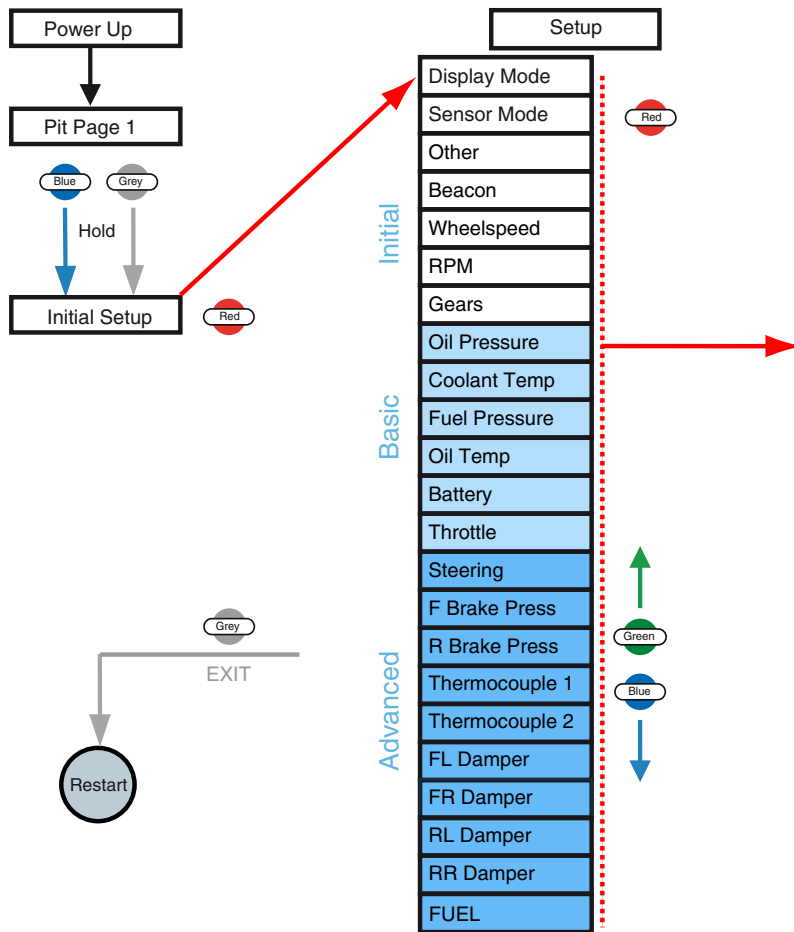 Power Up
Pit Page 1
Blue
Grey
Hold
Initial Setup
Red
Grey
EXIT
Restart
Setup
Initial
Display Mode
Sensor Mode
Other
Beacon
Wheelspeed
RPM
Gears
Basic
Oil Pressure
Coolant Temp
Fuel Pressure
Oil Temp
Battery
Throttle
Advanced
Steering
F Brake Press
R Brake Press
Thermocouple 1
Thermocouple 2
FL Damper
FR Damper
RL Damper
RR Damper
FUEL
Red
Green
Blue